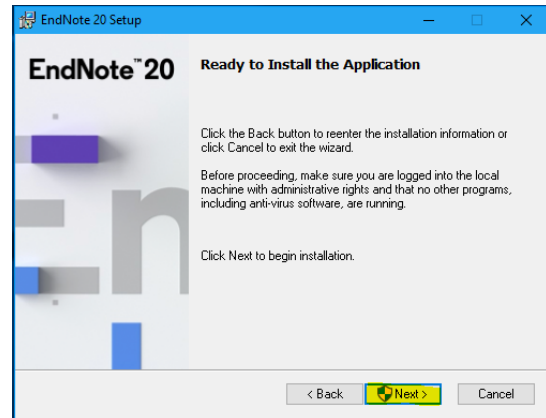 EndNote 20 Setup
EndNote™ 20
Ready to Install the Application
Click the Back button to reenter the installation information or
click Cancel to exit the wizard.
Before proceeding, make sure you are logged into the local
machine with administrative rights and that no other programs,
including anti-virus software, are running.
Click Next to begin installation.
< Back
Next >
Cancel